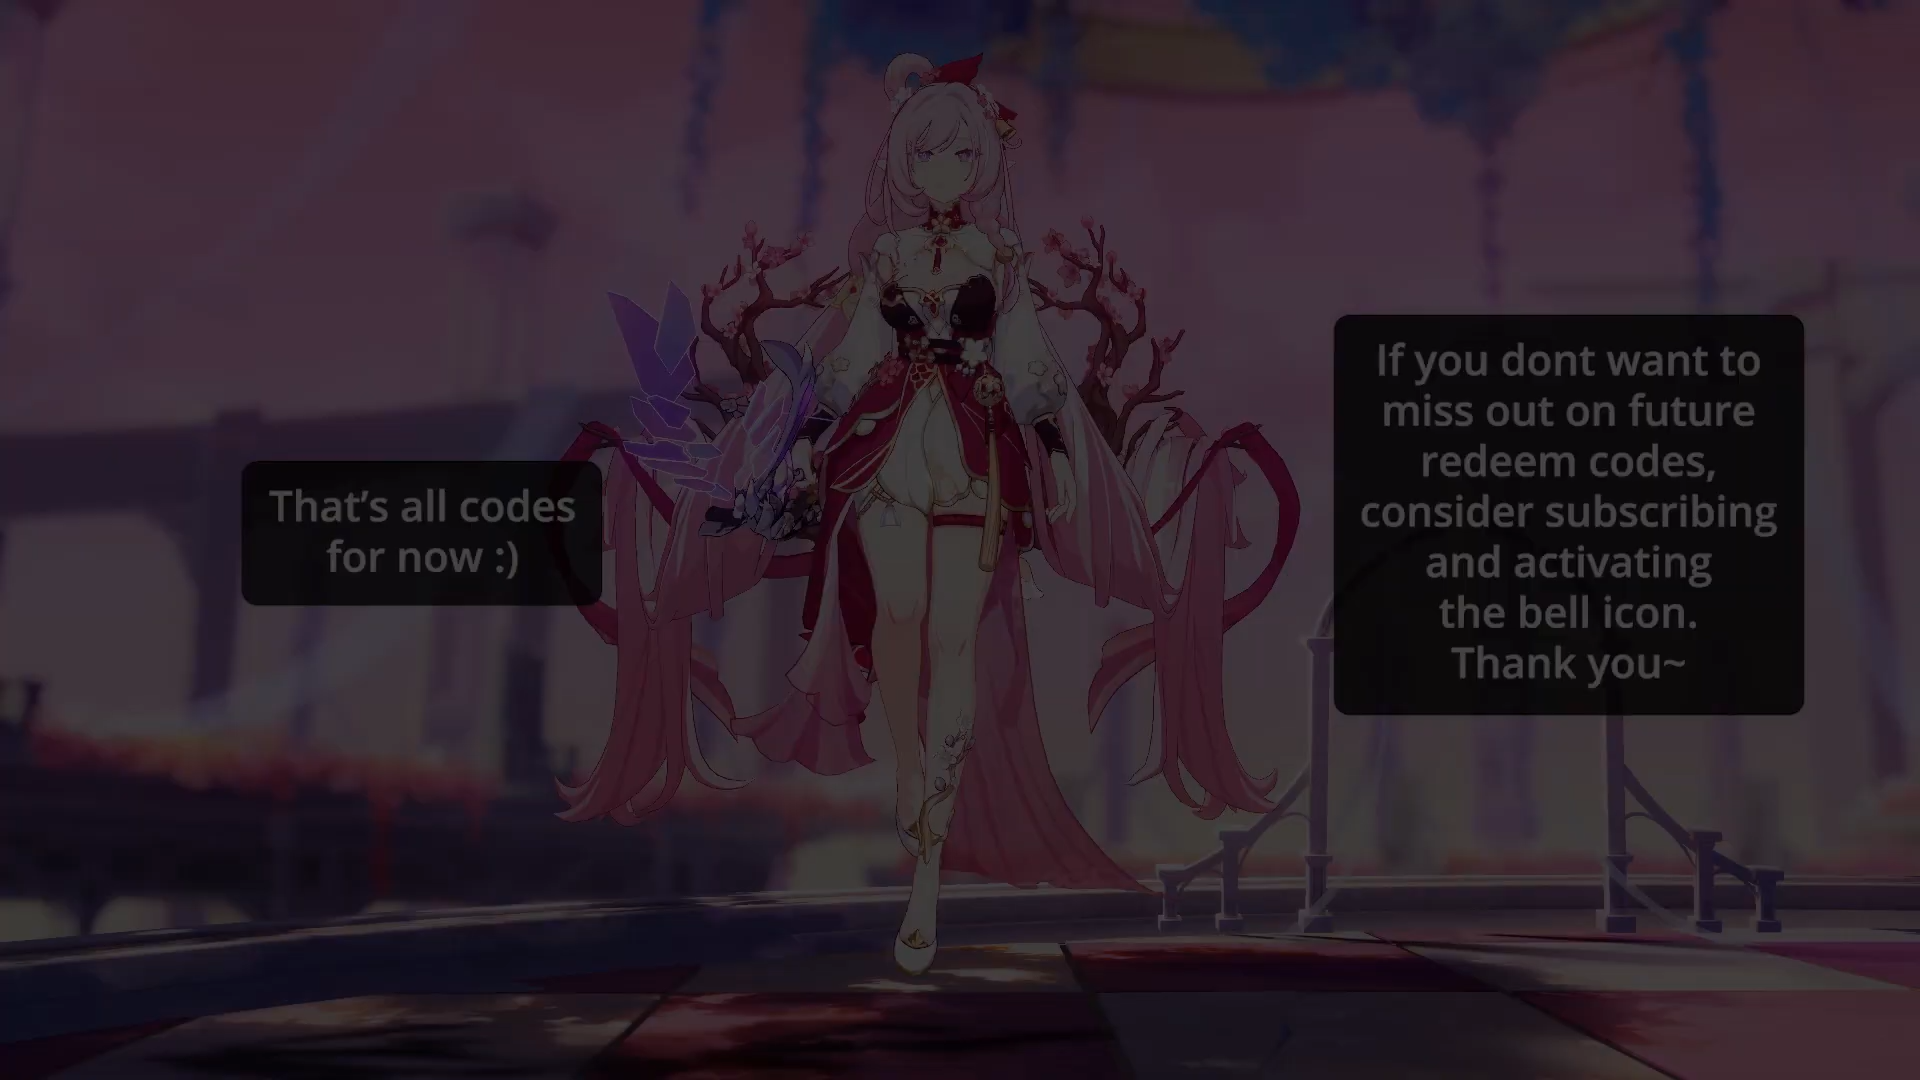 That’s all codes
for now :)
If you dont want to
miss out on future
redeem codes,
consider subscribing
and activating
the bell icon.
Thank you~